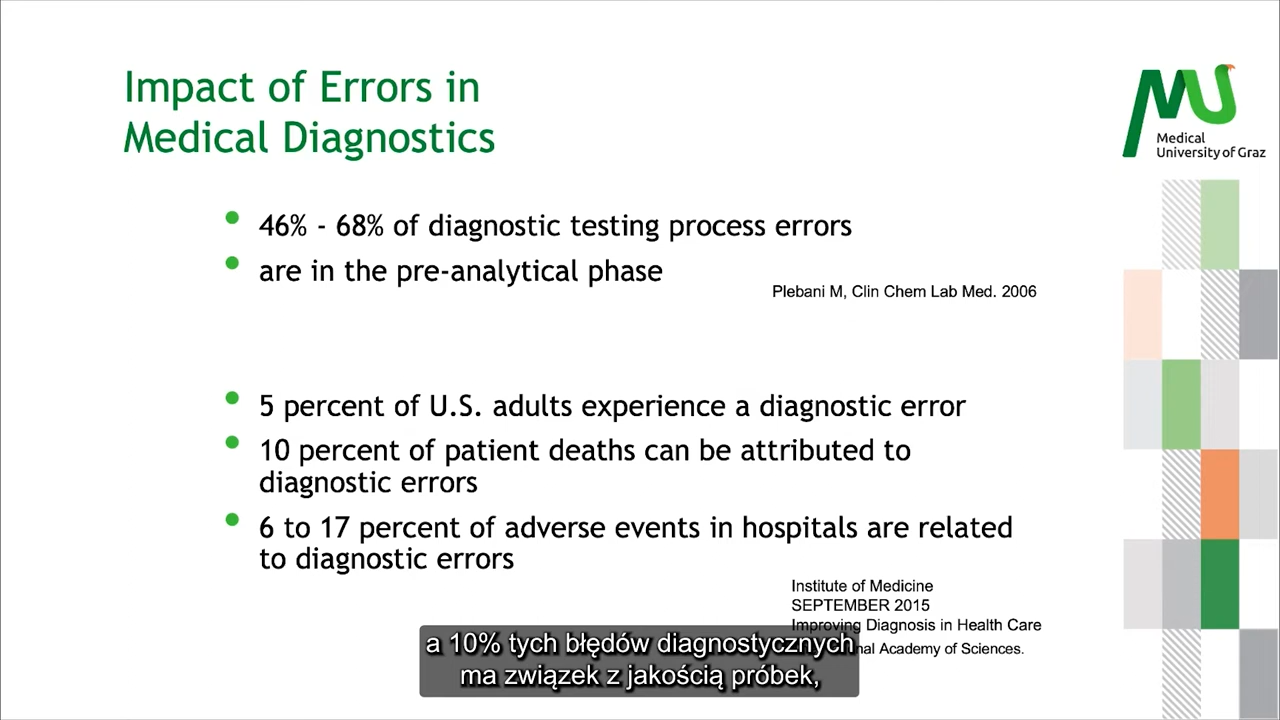 Impact of Errors in
Medical Diagnostics
Medical
University of Graz
46% - 68% of diagnostic testing process errors
are in the pre-analytical phase
Plebani M, Clin Chem Lab Med. 2006
5 percent of U.S. adults experience a diagnostic error
10 percent of patient deaths can be attributed to
diagnostic errors
6 to 17 percent of adverse events in hospitals are related
to diagnostic errors
Institute of Medicine
SEPTEMBER 2015
Improving Diagnosis in Health Care
Academy of Sciences.
a 10% tych błędów diagnostycznych
ma związek z jakością próbek,